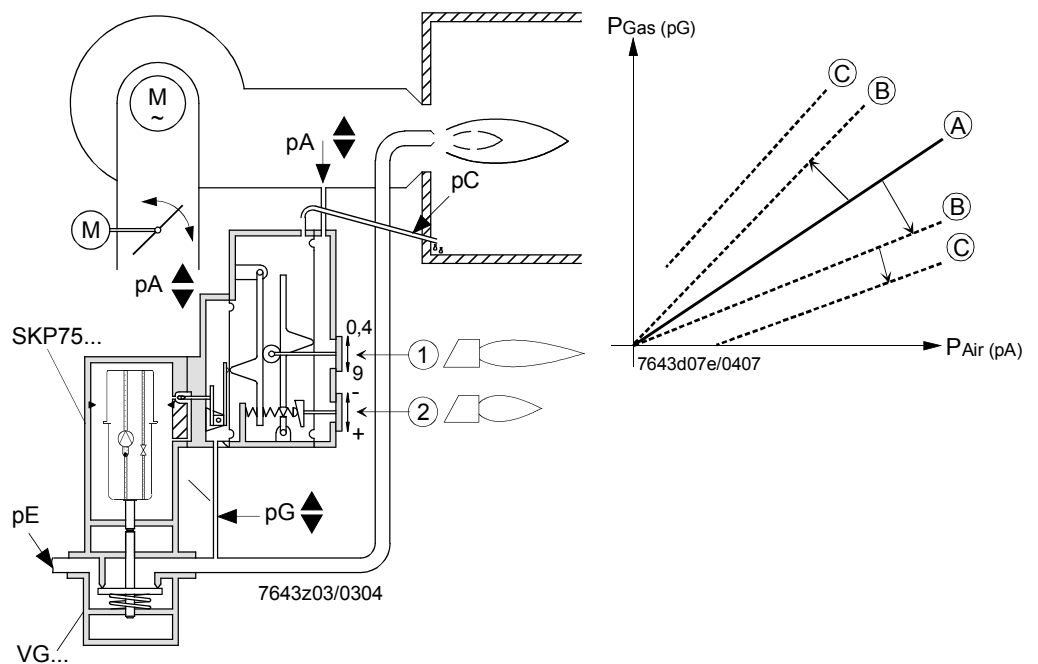 M
~
pA
pC
M
pA
SKP75...
0,4
1
9
-
2
+
pG
pE
7643z03/0304
VG...
PGas (pG)
C
B
A
B
C
PAir (pA)
7643d07e/0407